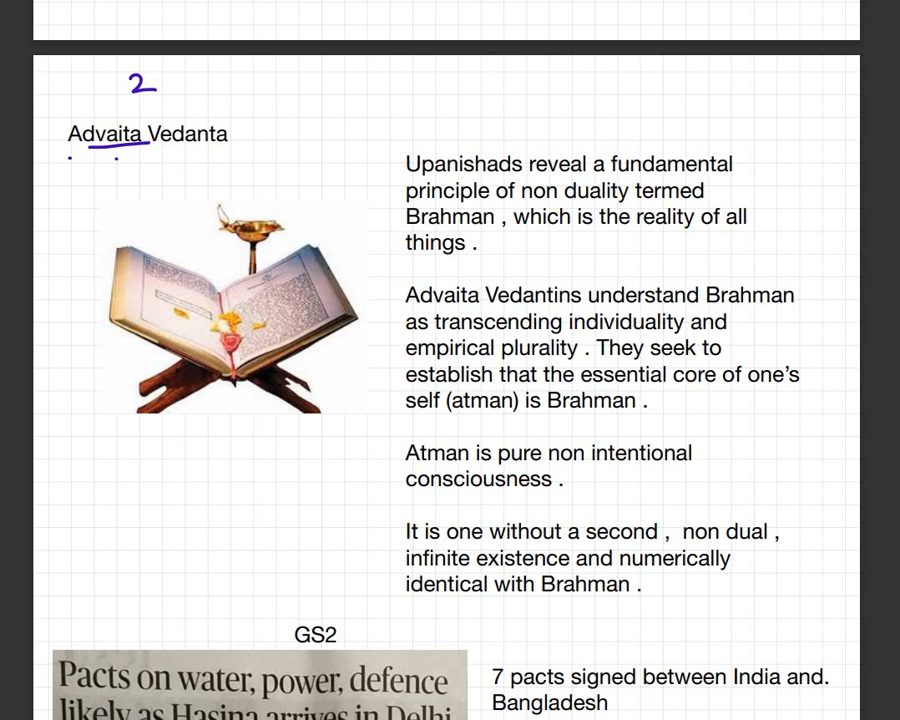 2
Advaita Vedanta
Upanishads reveal a fundamental
principle of non duality termed
Brahman , which is the reality of all
things .
Advaita Vedantins understand Brahman
as transcending individuality and
empirical plurality . They seek to
establish that the essential core of one’s
self (atman) is Brahman .
Atman is pure non intentional
consciousness .
It is one without a second ,  non dual ,
infinite existence and numerically
identical with Brahman .
GS2
Pacts on water, power, defence
likely as Hasina arrives in Delhi
7 pacts signed between India and.
Bangladesh